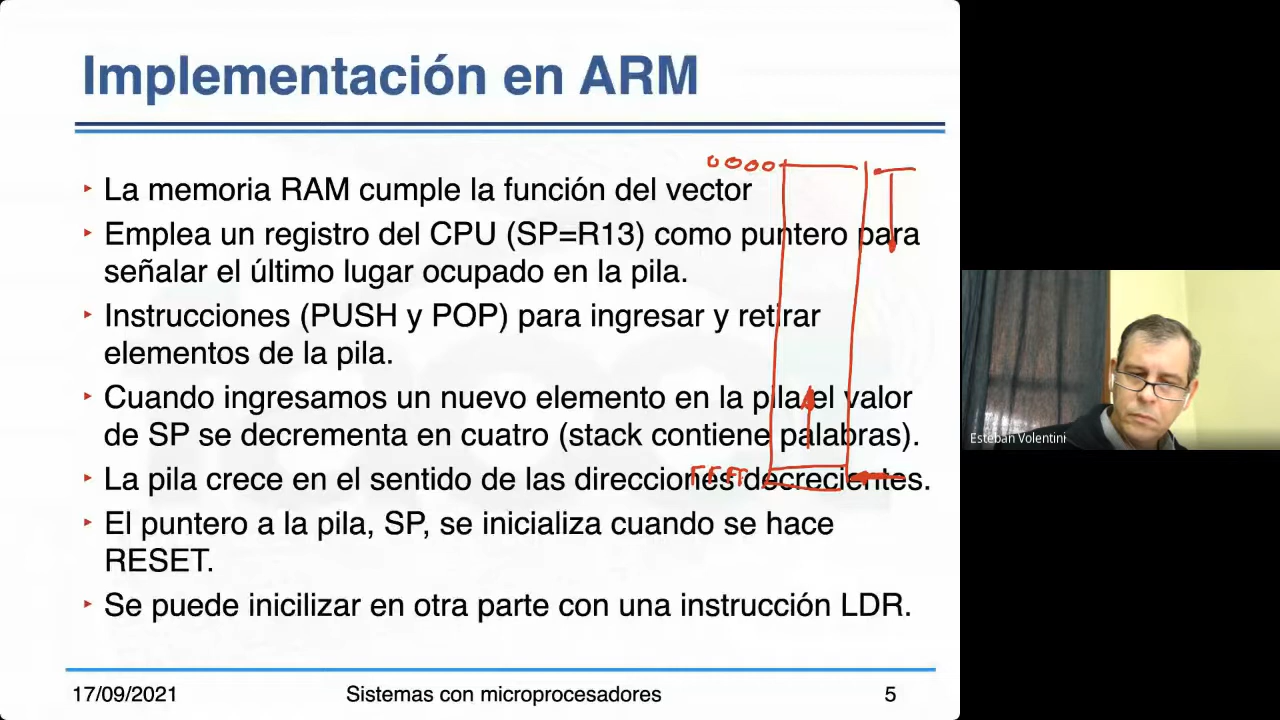 Implementación en ARM
0000
La memoria RAM cumple la función del vector
Emplea un registro del CPU (SP=R13) como puntero para
señalar el último lugar ocupado en la pila.
Instrucciones (PUSH y POP) para ingresar y retirar
elementos de la pila.
Cuando ingresamos un nuevo elemento en la pila el valor
de SP se decrementa en cuatro (stack contiene palabras).
La pila crece en el sentido de las direcciones decrecientes.
FFFF
El puntero a la pila, SP, se inicializa cuando se hace
RESET.
Se puede inicilizar en otra parte con una instrucción LDR.
17/09/2021
Sistemas con microprocesadores
5
Esteban Volentini